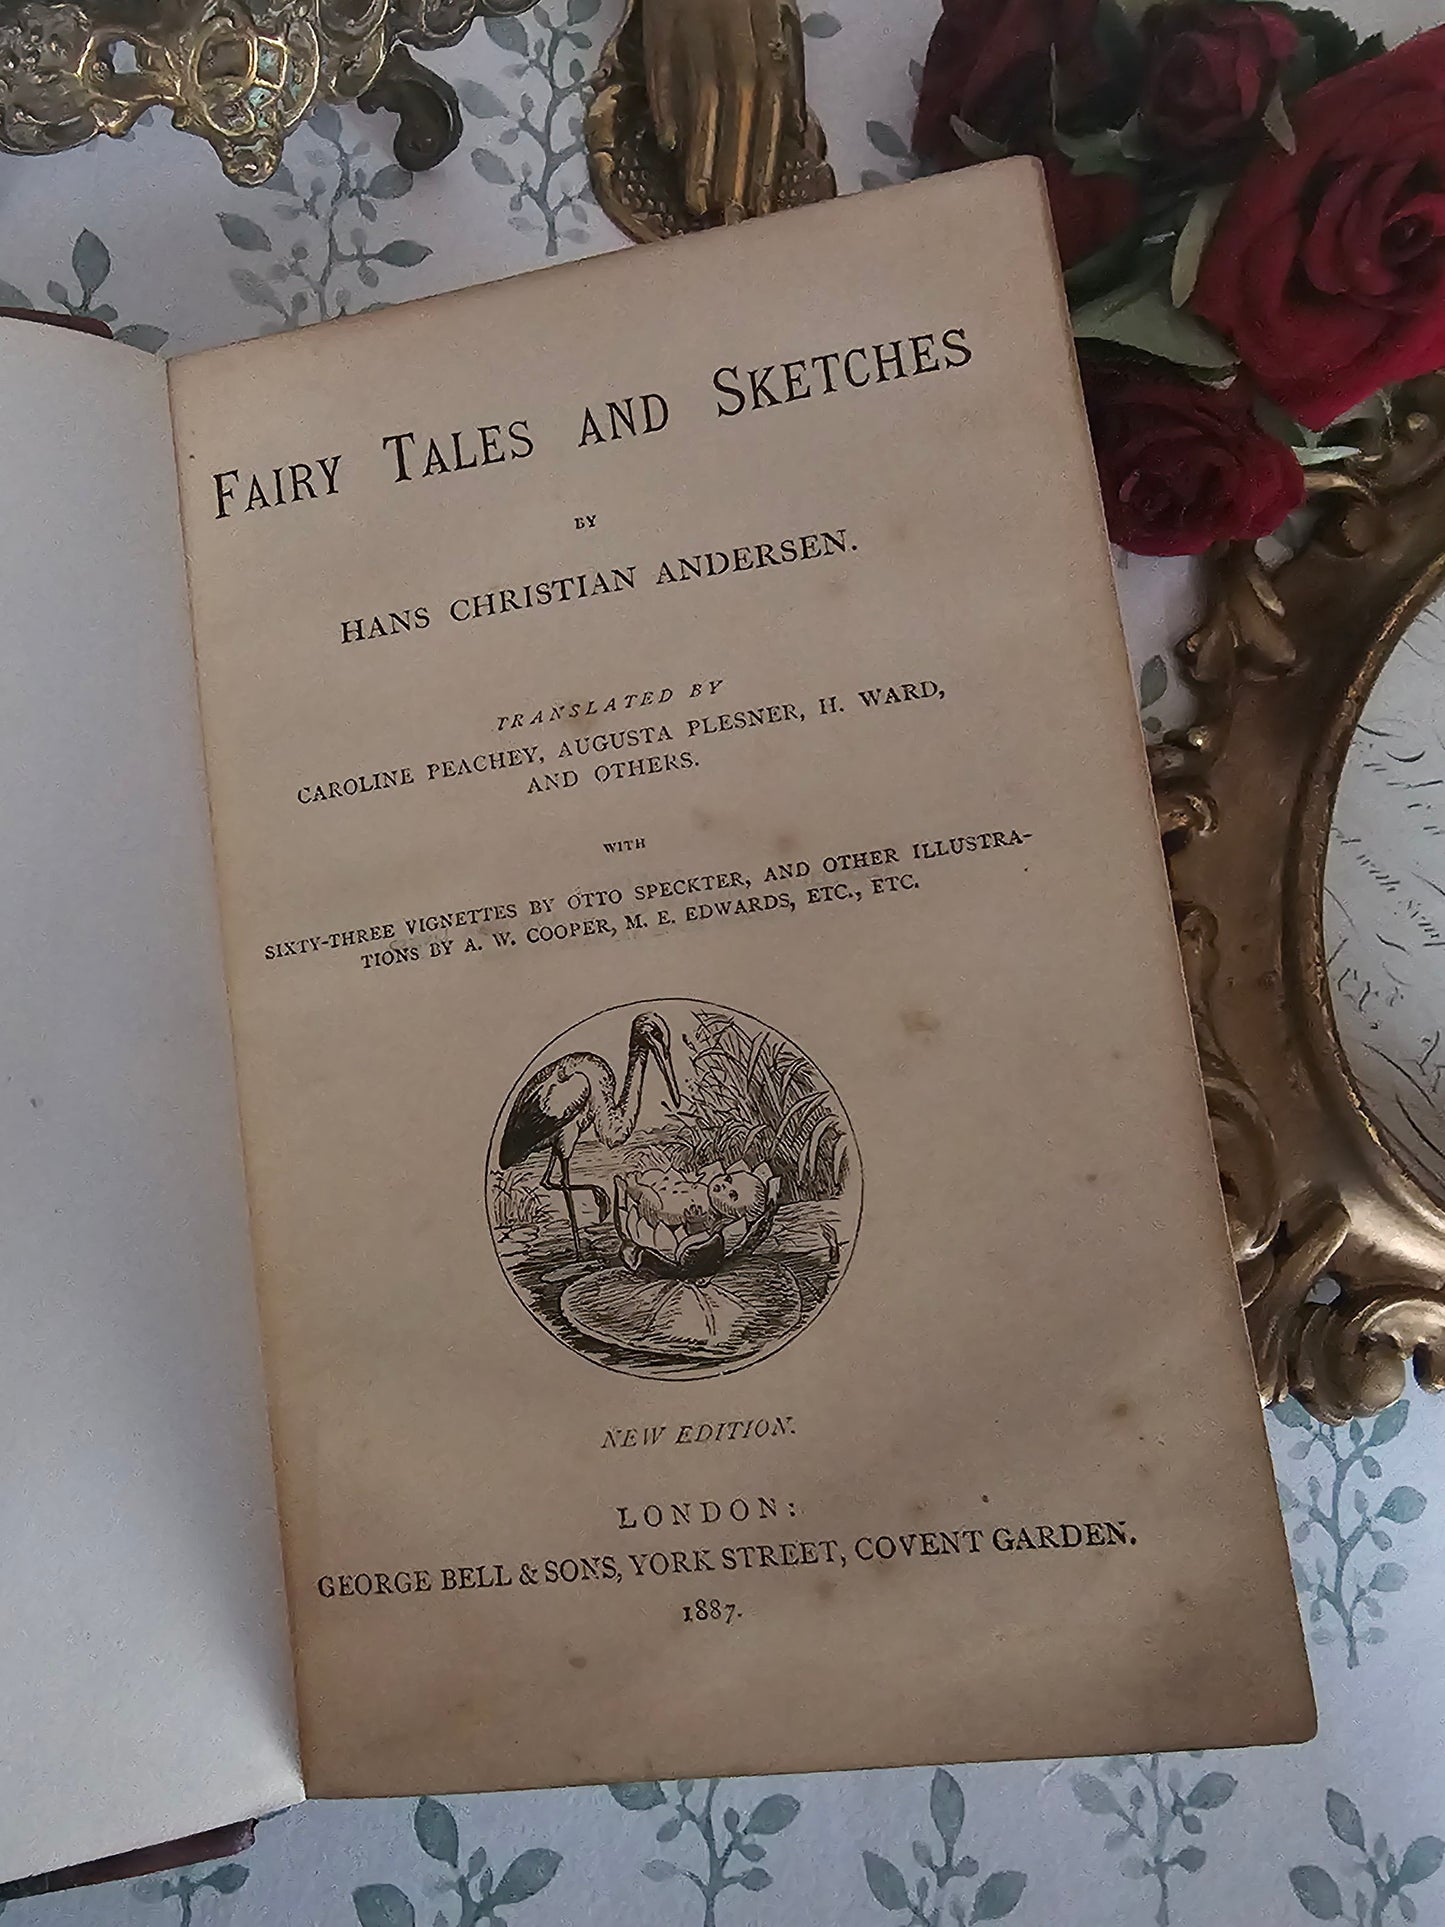 FAIRY TALES AND SKETCHES
BY
HANS CHRISTIAN ANDERSEN.
TRANSLATED BY
CAROLINE PEACHEY, AUGUSTA PLESNER, H. WARD,
AND OTHERS.
WITH
SIXTY-THREE VIGNETTES BY OTTO SPECKTER, AND OTHER ILLUSTRA-
TIONS BY A. W. COOPER, M. E. EDWARDS, ETC., ETC.
NEW EDITION.
LONDON:
GEORGE BELL & SONS, YORK STREET, COVENT GARDEN.
1887.